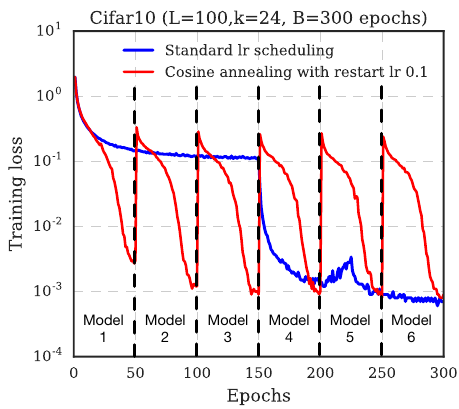 Cifar10 (L=100,k=24, B=300 epochs)
Standard lr scheduling
Cosine annealing with restart lr 0.1
Training loss
10^1
10^0
10^-1
10^-2
10^-3
10^-4
Model 1
Model 2
Model 3
Model 4
Model 5
Model 6
0 50 100 150 200 250 300
Epochs